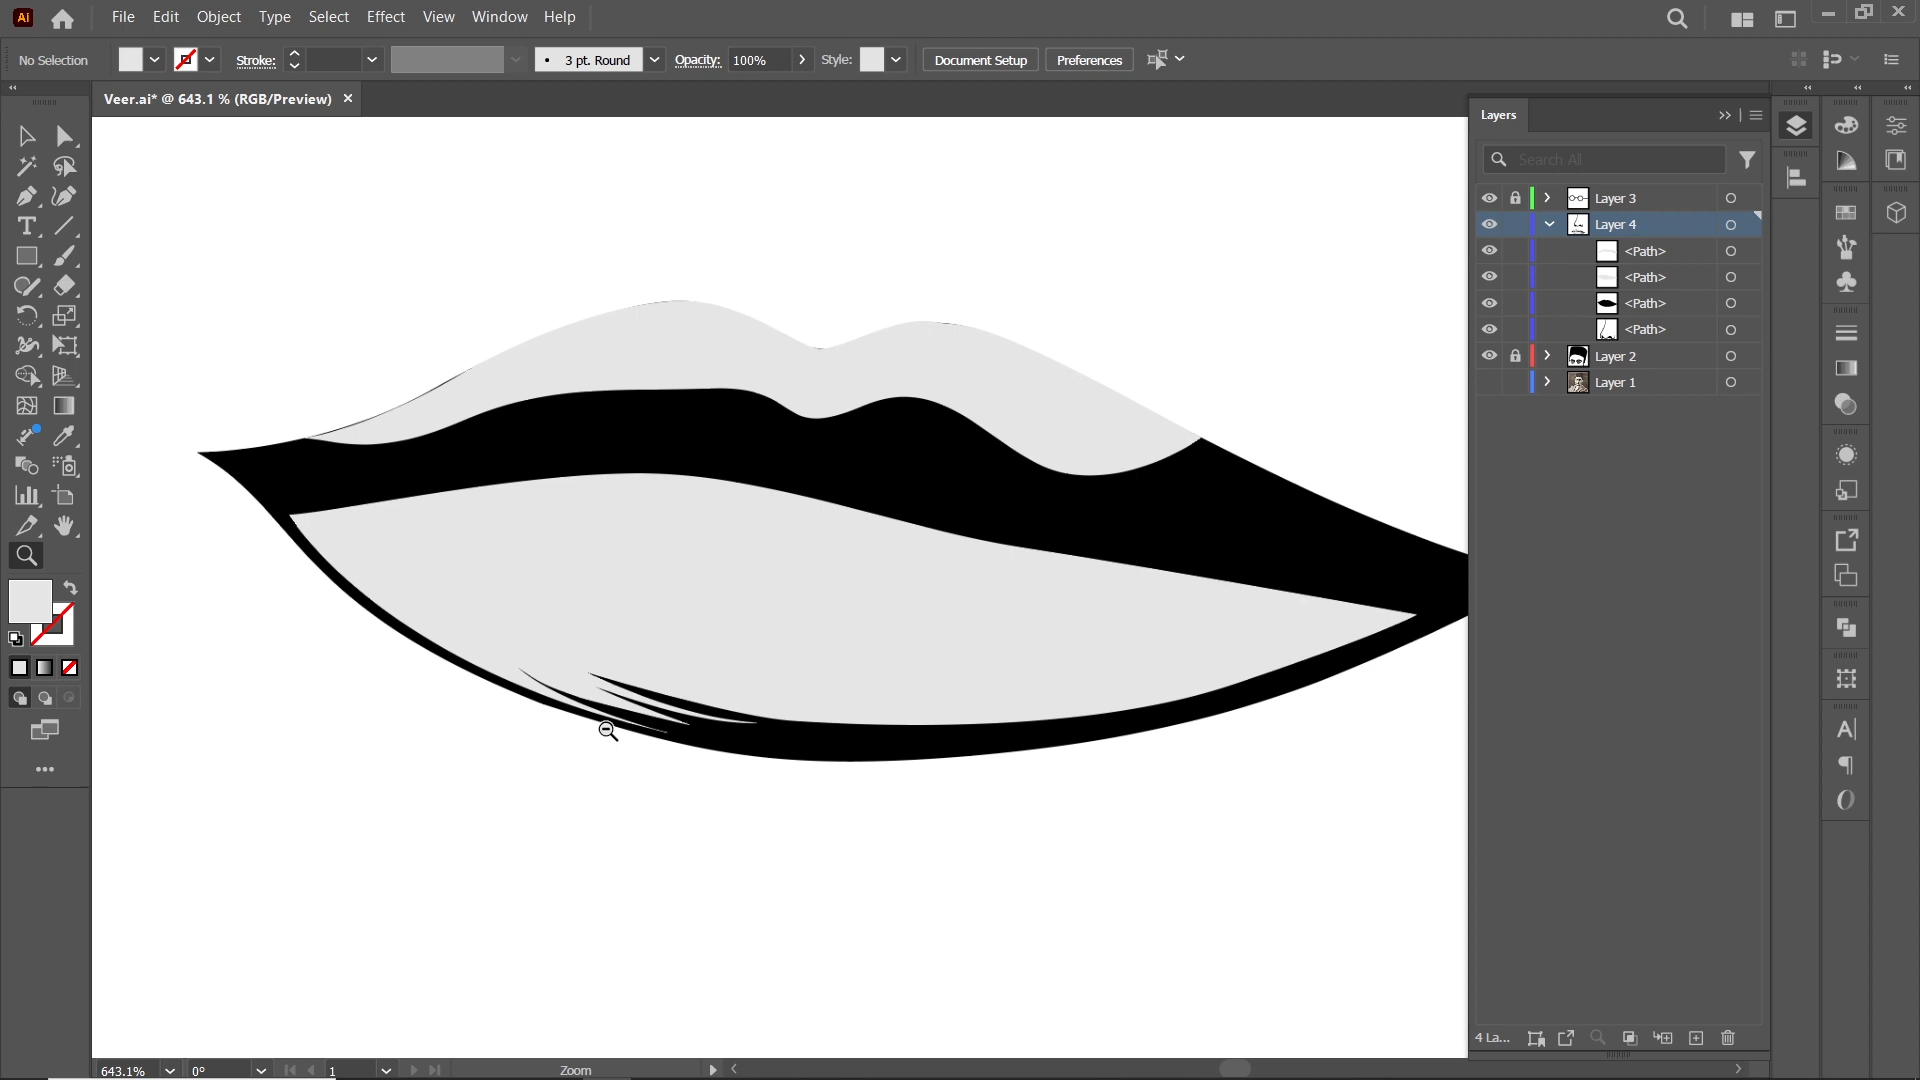 Ai File Edit Object Type Select Effect View Window Help
No Selection Stroke: 3 pt. Round Opacity: 100% Style: Document Setup Preferences
Veer.ai* @ 643.1 % (RGB/Preview) ×
Layers
Search All
Layer 3
Layer 4
<Path>
<Path>
<Path>
<Path>
Layer 2
Layer 1
4 La...
643.1% 0° 1 Zoom